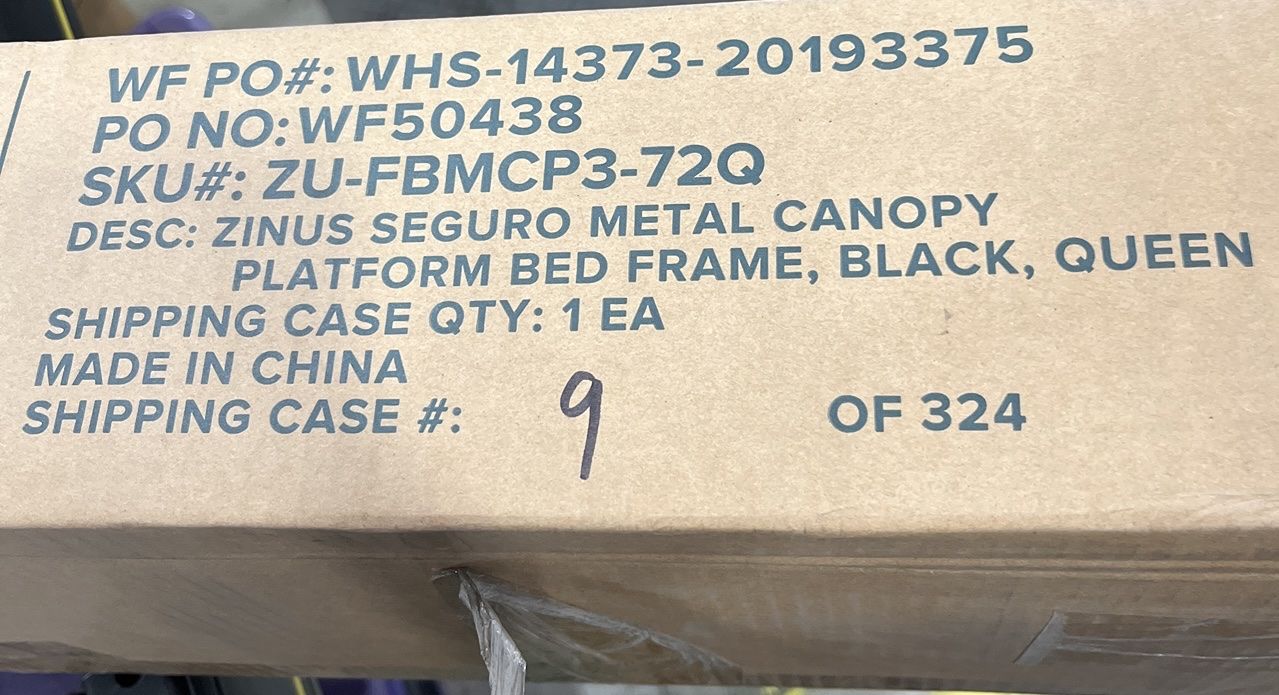 WF PO#: WHS-14373-20193375
PO NO: WF50438
SKU#: ZU-FBMCP3-72Q
DESC: ZINUS SEGURO METAL CANOPY
PLATFORM BED FRAME, BLACK, QUEEN
SHIPPING CASE QTY: 1 EA
MADE IN CHINA
SHIPPING CASE #: 9 OF 324